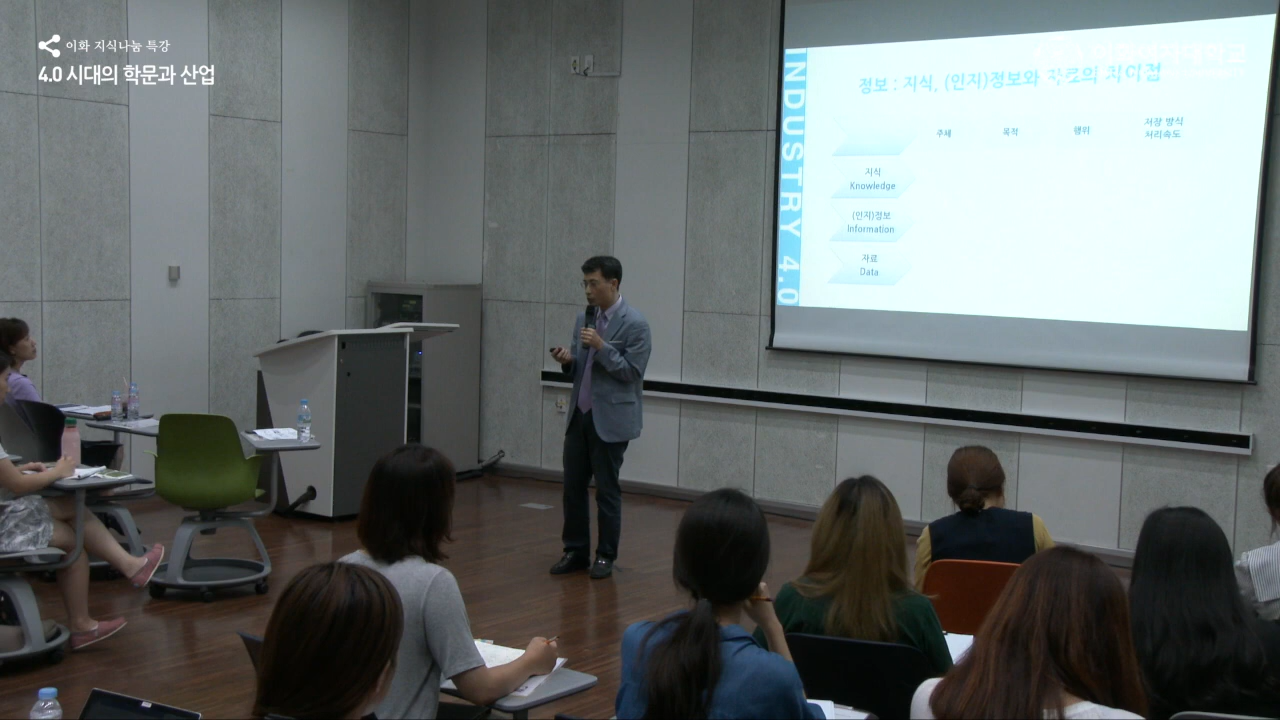 이화 지식나눔 특강
4.0 시대의 학문과 산업
INDUSTRY 4.0
정보 : 지식, (인지)정보와 자료의 차이점
주체
목적
행위
저장 방식
처리속도
지식
Knowledge
(인지)정보
Information
자료
Data